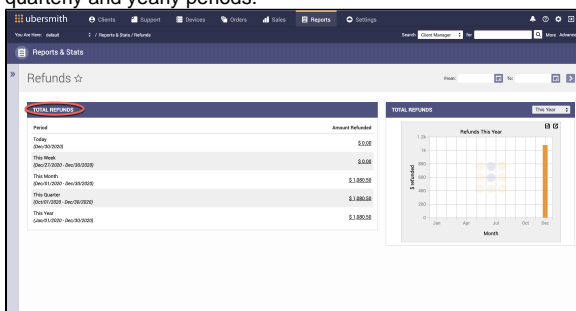 quarterly and yearly periods.
ubersmith Clients Support Devices Orders Sales Reports Settings
You Are Here: default / Reports & Stats / Refunds Search Client Manager for More Advanced
Reports & Stats
Refunds From: To:
TOTAL REFUNDS
Period Amount Refunded
Today
(Dec/30/2020) $ 0.00
This Week
(Dec/27/2020 - Dec/30/2020) $ 0.00
This Month
(Dec/01/2020 - Dec/30/2020) $ 1,080.50
This Quarter
(Oct/01/2020 - Dec/30/2020) $ 1,080.50
This Year
(Jan/01/2020 - Dec/30/2020) $ 1,080.50
TOTAL REFUNDS This Year
Refunds This Year
1.2k
1k
800
600
400
200
0
$ refunded
Jan Apr Jul Oct Dec
Month